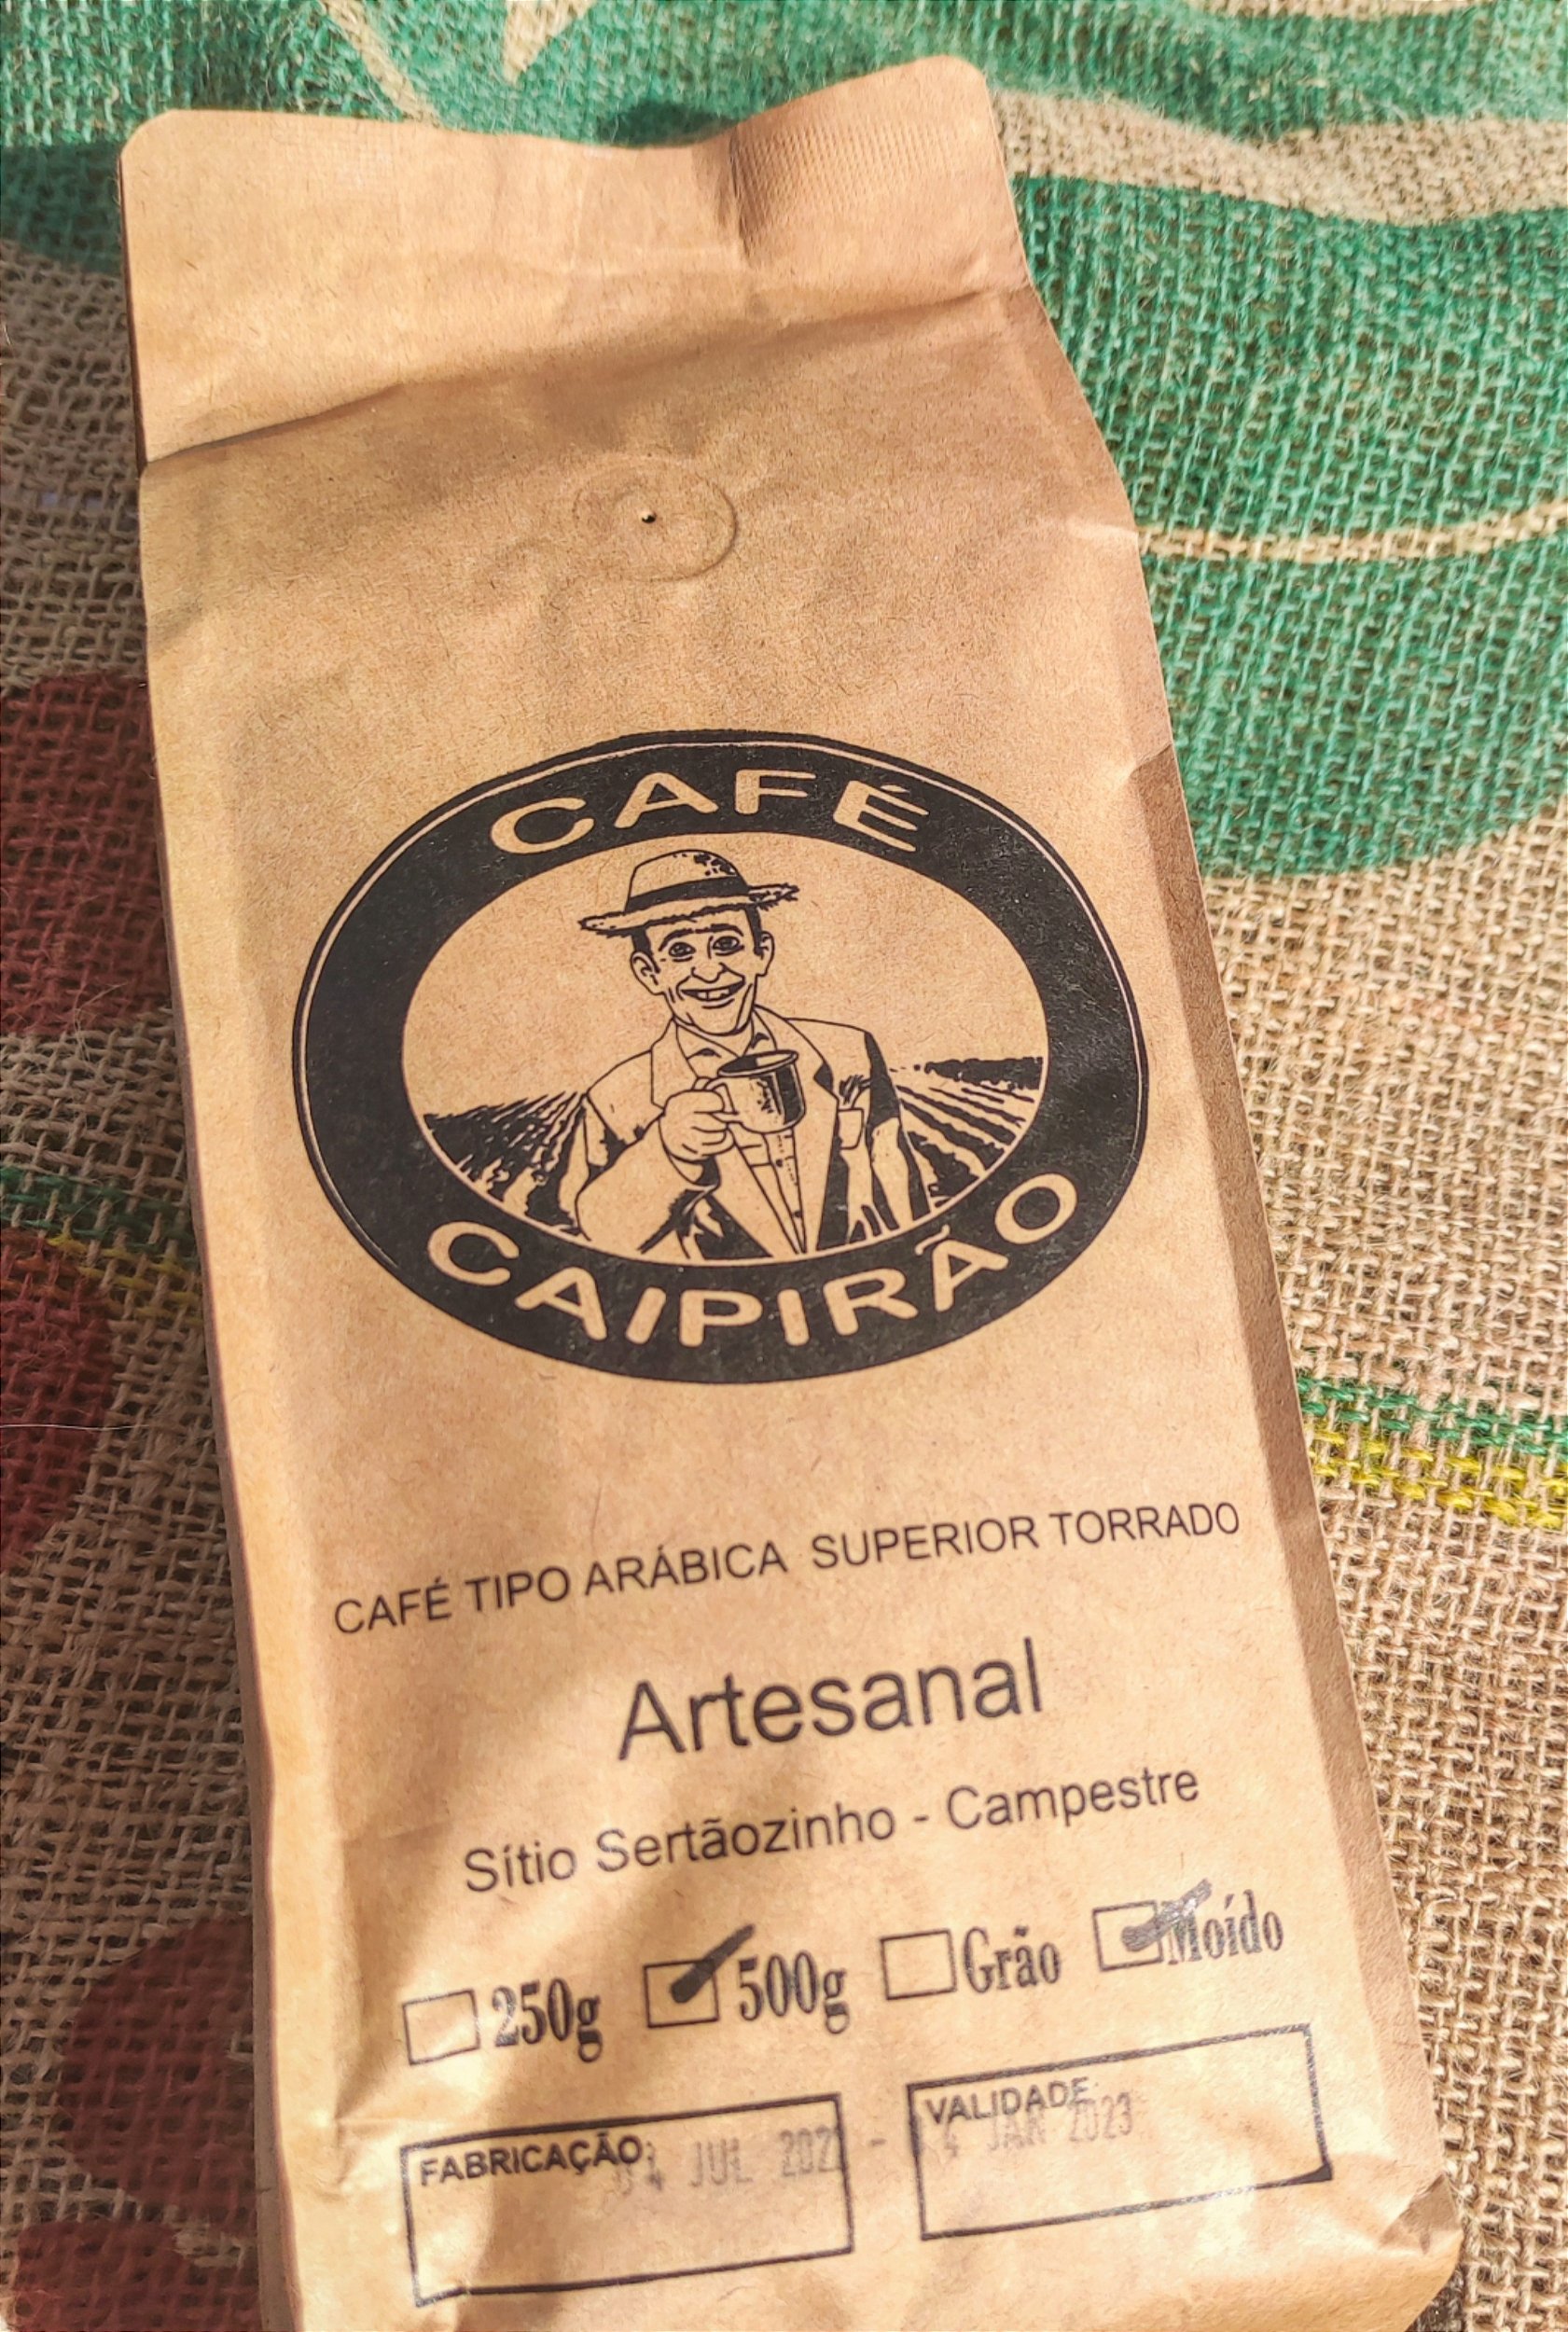 CAFÉ
CAIPIRÃO
CAFÉ TIPO ARÁBICA SUPERIOR TORRADO
Artesanal
Sítio Sertãozinho - Campestre
250g 500g Grão Moído
FABRICAÇÃO: JUL - VALIDADE: JAN 2023